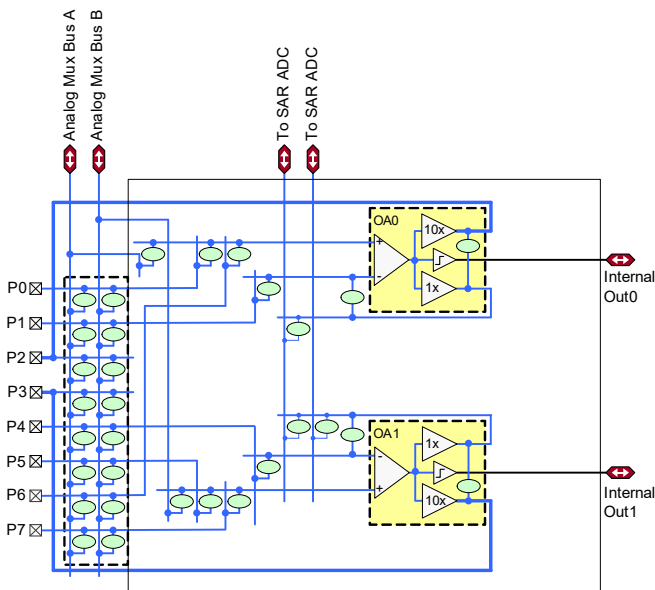 Analog Mux Bus A
Analog Mux Bus B
To SAR ADC
To SAR ADC
OA0
10x
+
-
1x
Internal
Out0
P0
P1
P2
P3
P4
P5
P6
P7
OA1
1x
-
+
10x
Internal
Out1